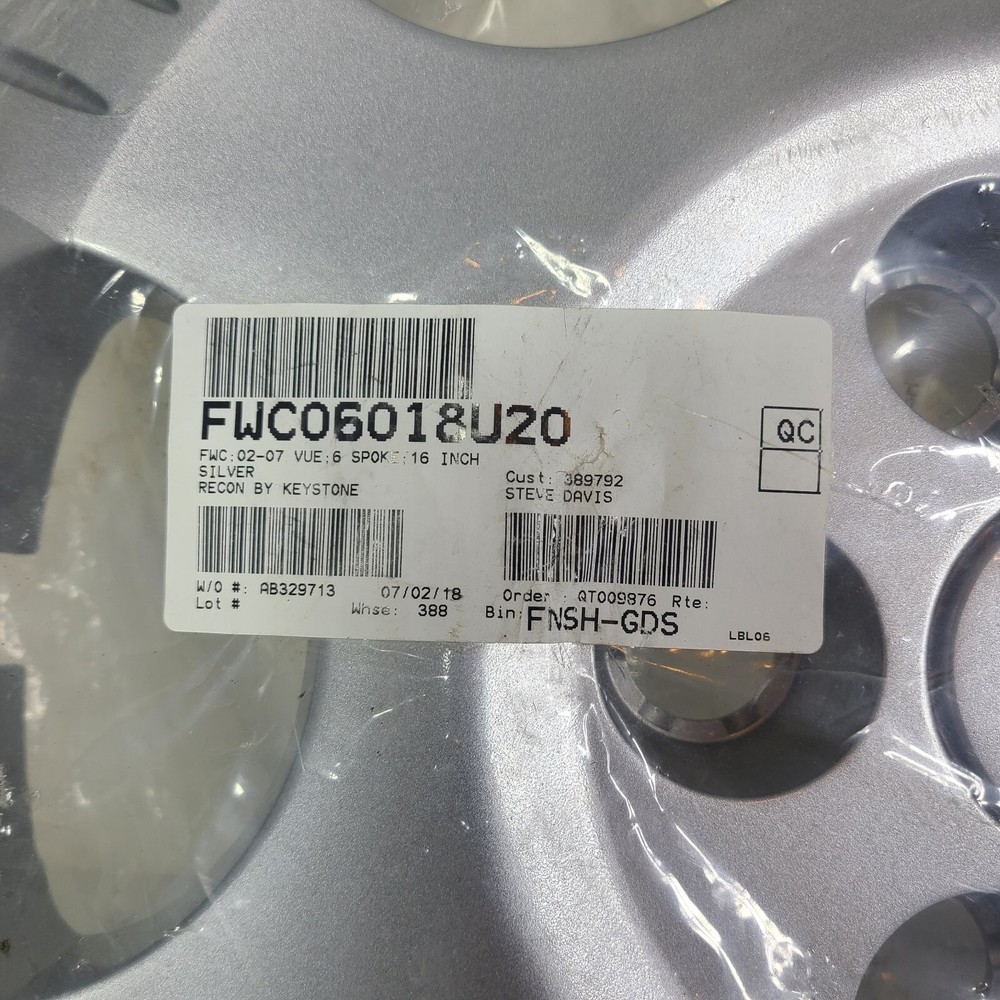 FWC06018U20
QC
FWC:02-07 VUE:6 SPOKE:16 INCH
SILVER
RECON BY KEYSTONE
Cust: 389792
STEVE DAVIS
W/O #: AB329713 07/02/18
Lot #
Whse: 388
Order : QT009876 Rte:
Bin: FNSH-GDS
LBL06